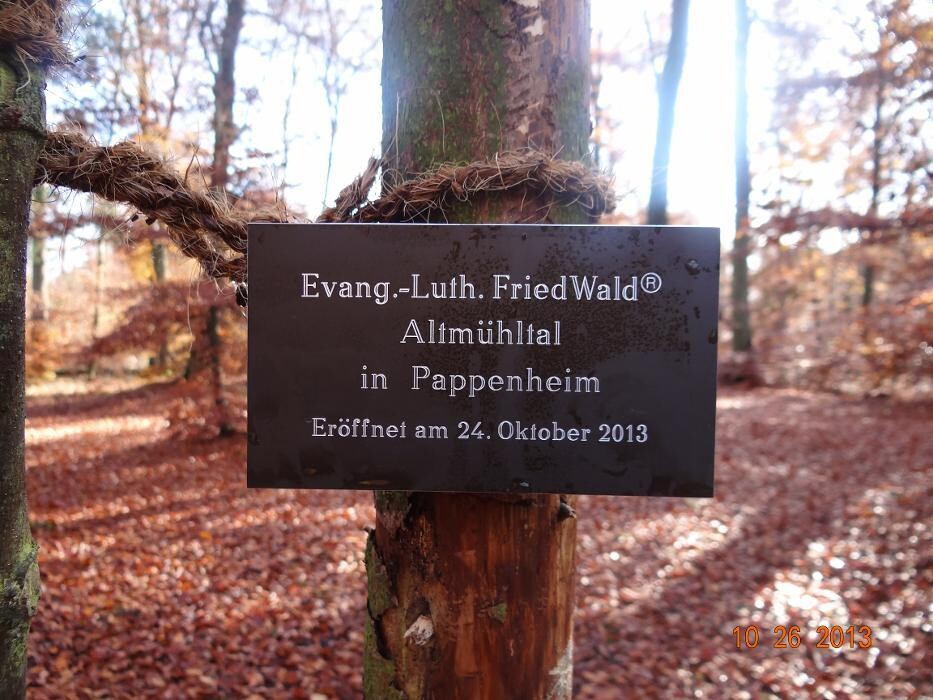 Evang.-Luth. FriedWald®
Altmühltal
in Pappenheim
Eröffnet am 24. Oktober 2013
10 26 2013